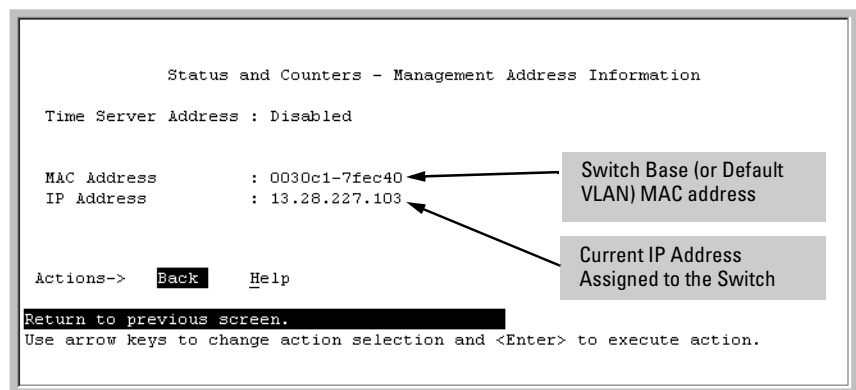 Status and Counters - Management Address Information
Time Server Address : Disabled
MAC Address : 0030c1-7fec40
IP Address : 13.28.227.103
Switch Base (or Default
VLAN) MAC address
Current IP Address
Assigned to the Switch
Actions-> Back Help
Return to previous screen.
Use arrow keys to change action selection and <Enter> to execute action.